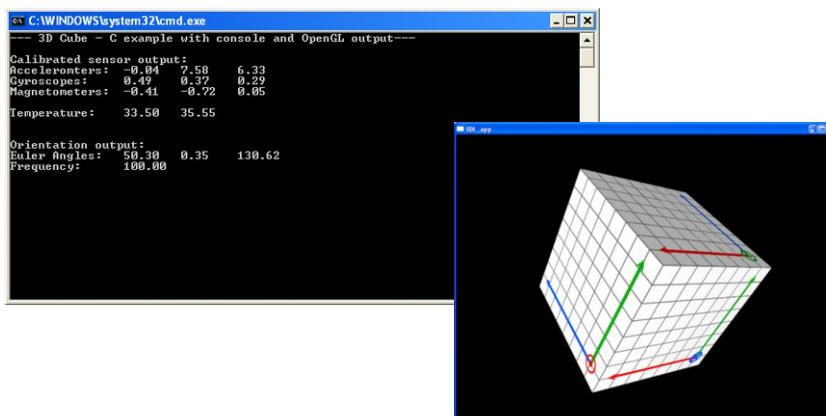 C:\WINDOWS\system32\cmd.exe
--- 3D Cube - C example with console and OpenGL output---
Calibrated sensor output:
Acceleronters: -0.04 7.58 6.33
Gyroscopes: 0.49 0.37 0.29
Magnetometers: -0.41 -0.72 0.05
Temperature: 33.50 35.55
Orientation output:
Euler Angles: 50.30 0.35 130.62
Frequency: 100.00
SDL_app